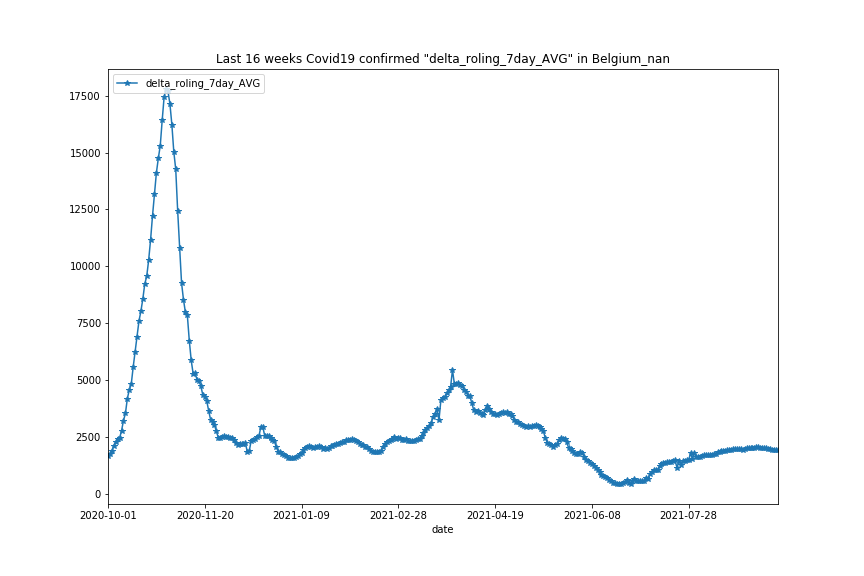 Last 16 weeks Covid19 confirmed "delta_roling_7day_AVG" in Belgium_nan
delta_roling_7day_AVG
17500
15000
12500
10000
7500
5000
2500
0
2020-10-01 2020-11-20 2021-01-09 2021-02-28 2021-04-19 2021-06-08 2021-07-28
date